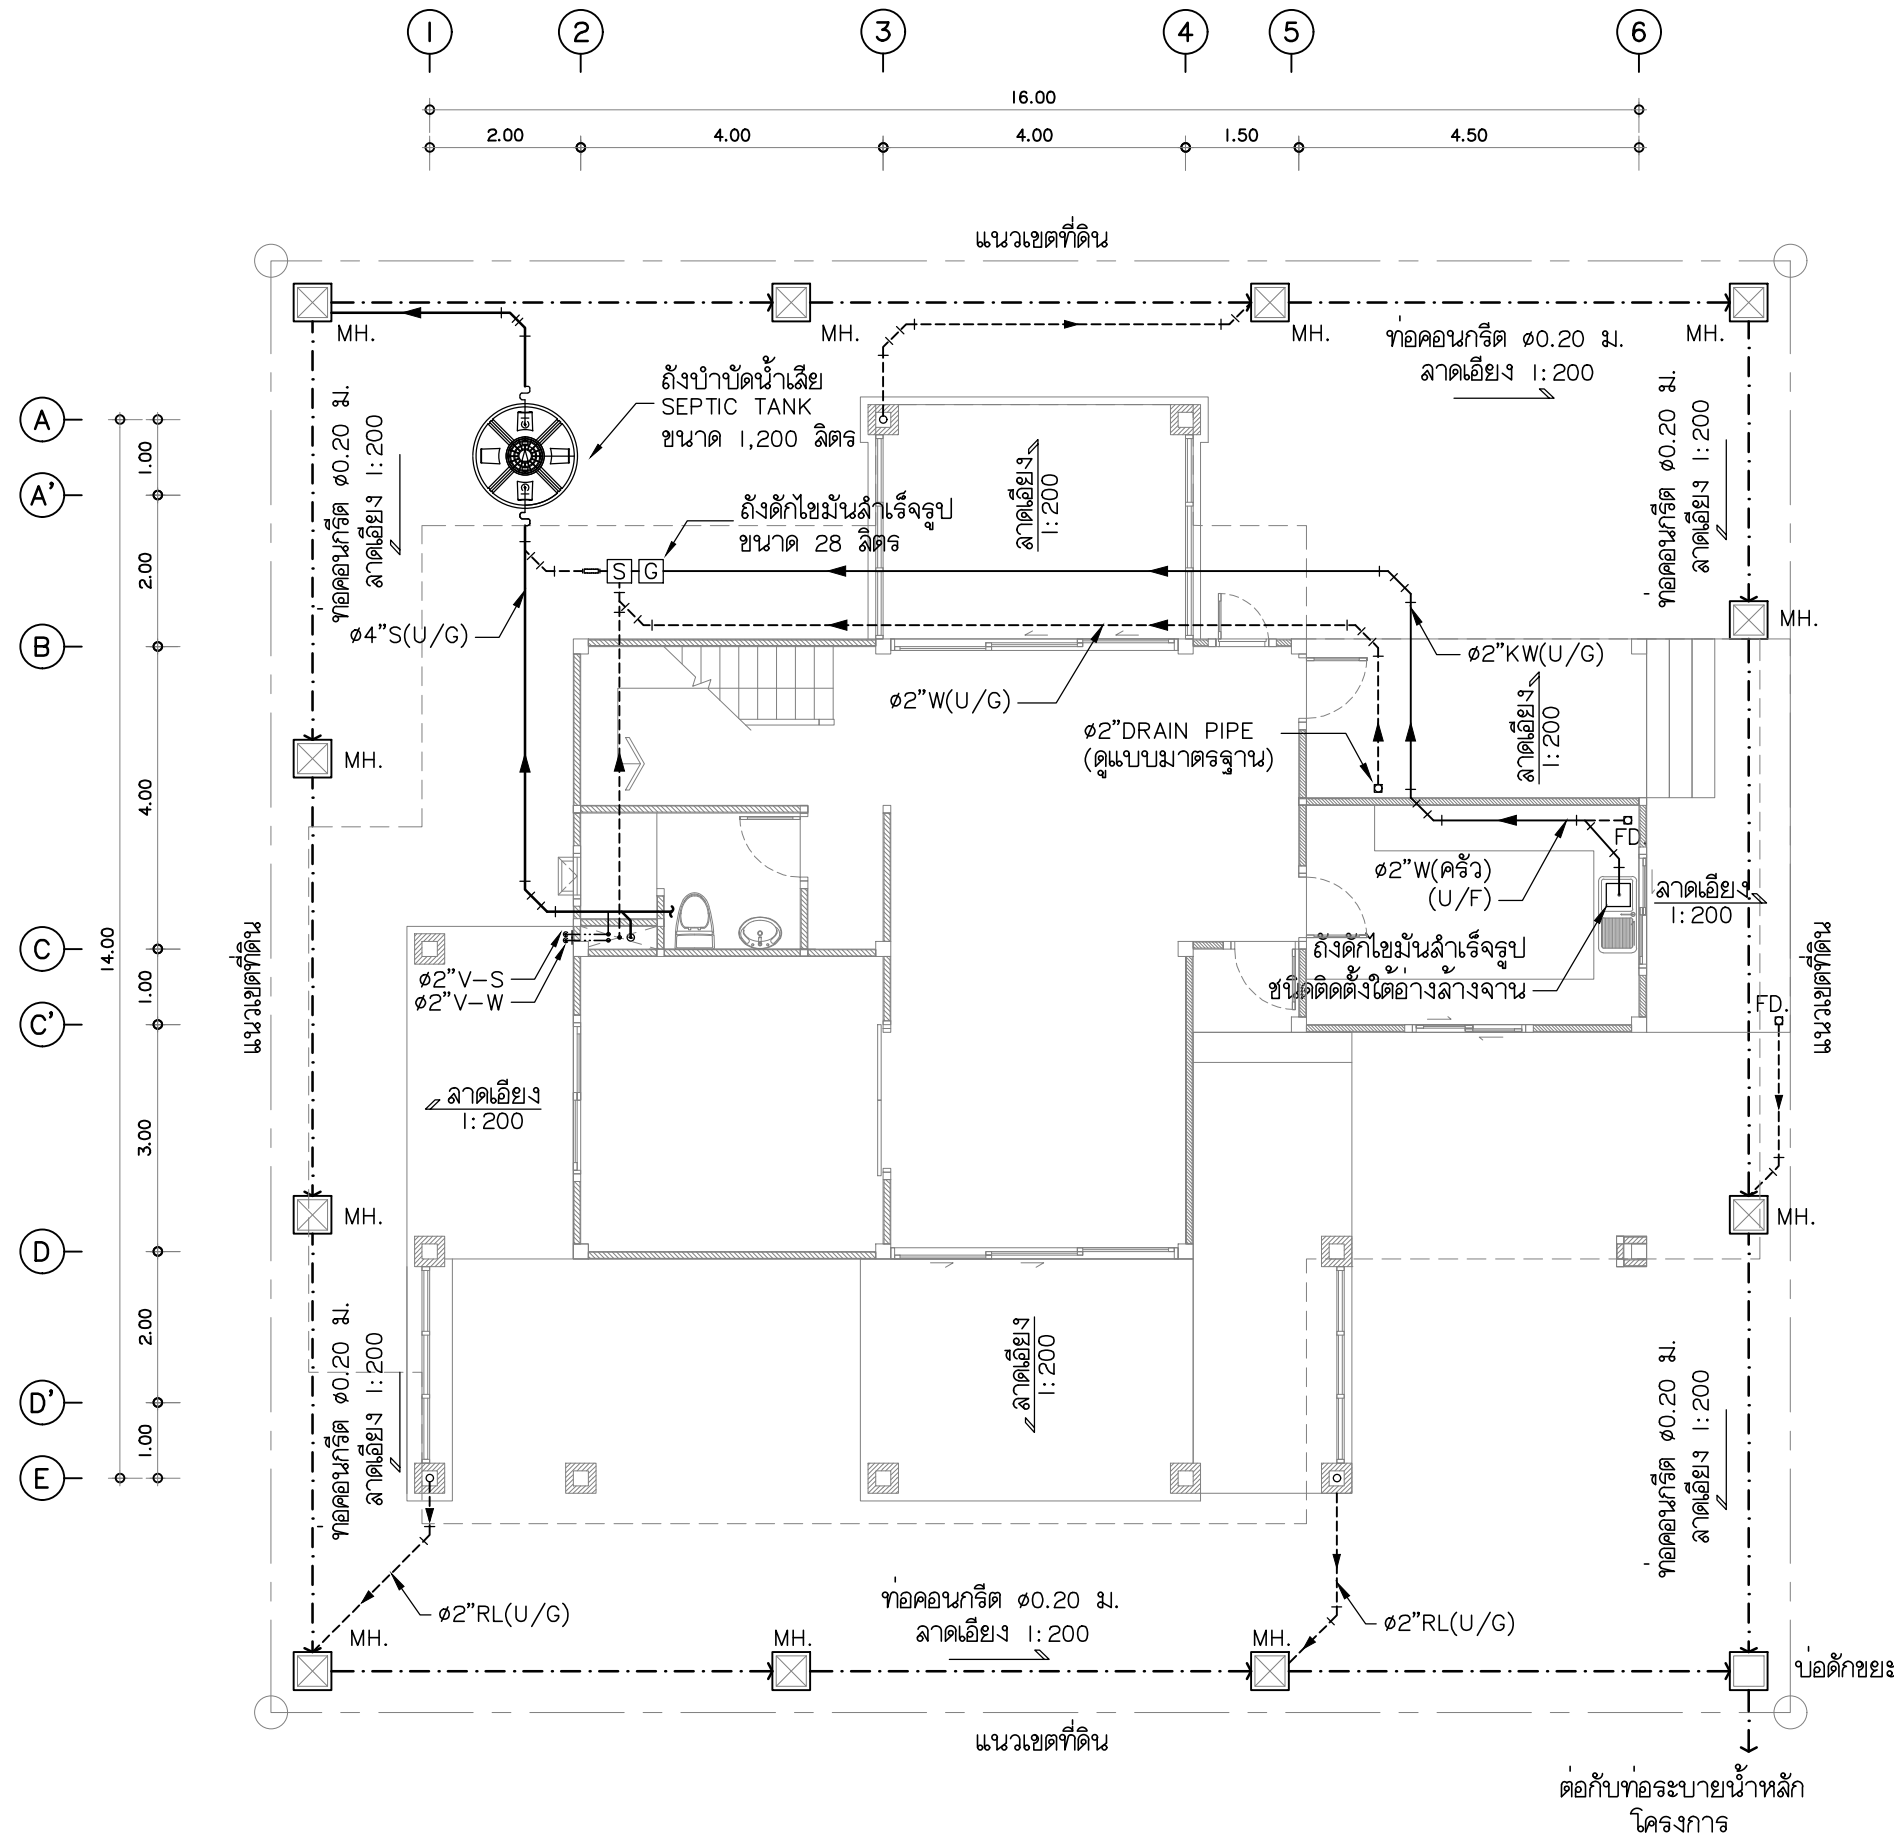 1 2 3 4 5 6
16.00
2.00 4.00 4.00 1.50 4.50
แนวเขตที่ดิน
MH. MH. MH. MH.
ท่อคอนกรีต ø0.20 ม.
ลาดเอียง 1:200
ท่อคอนกรีต ø0.20 ม.
ลาดเอียง 1:200
ถังบำบัดน้ำเสีย
SEPTIC TANK
ขนาด 1,200 ลิตร
ท่อคอนกรีต ø0.20 ม.
ลาดเอียง 1:200
A
1.00
A'
ลาดเอียง
1:200
ถังดักไขมันสำเร็จรูป
ขนาด 28 ลิตร
2.00
S G
MH.
ø4"S(U/G)
B
ø2"KW(U/G)
ø2"W(U/G)
ø2"DRAIN PIPE
(ดูแบบมาตรฐาน)
ลาดเอียง
1:200
MH.
4.00
FD.
ø2"W(ครัว)
(U/F)
ลาดเอียง
1:200
C
14.00
แนวเขตที่ดิน
แนวเขตที่ดิน
ถังดักไขมันสำเร็จรูป
ชนิดติดตั้งใต้อ่างล้างจาน
ø2"V-S
ø2"V-W
1.00
FD.
C'
ลาดเอียง
1:200
3.00
MH.
MH.
D
2.00
ท่อคอนกรีต ø0.20 ม.
ลาดเอียง 1:200
ลาดเอียง
1:200
ท่อคอนกรีต ø0.20 ม.
ลาดเอียง 1:200
D'
1.00
E
ø2"RL(U/G)
ท่อคอนกรีต ø0.20 ม.
ลาดเอียง 1:200
ø2"RL(U/G)
MH. MH. MH.
บ่อดักขยะ
แนวเขตที่ดิน
ต่อกับท่อระบายน้ำหลัก
โครงการ